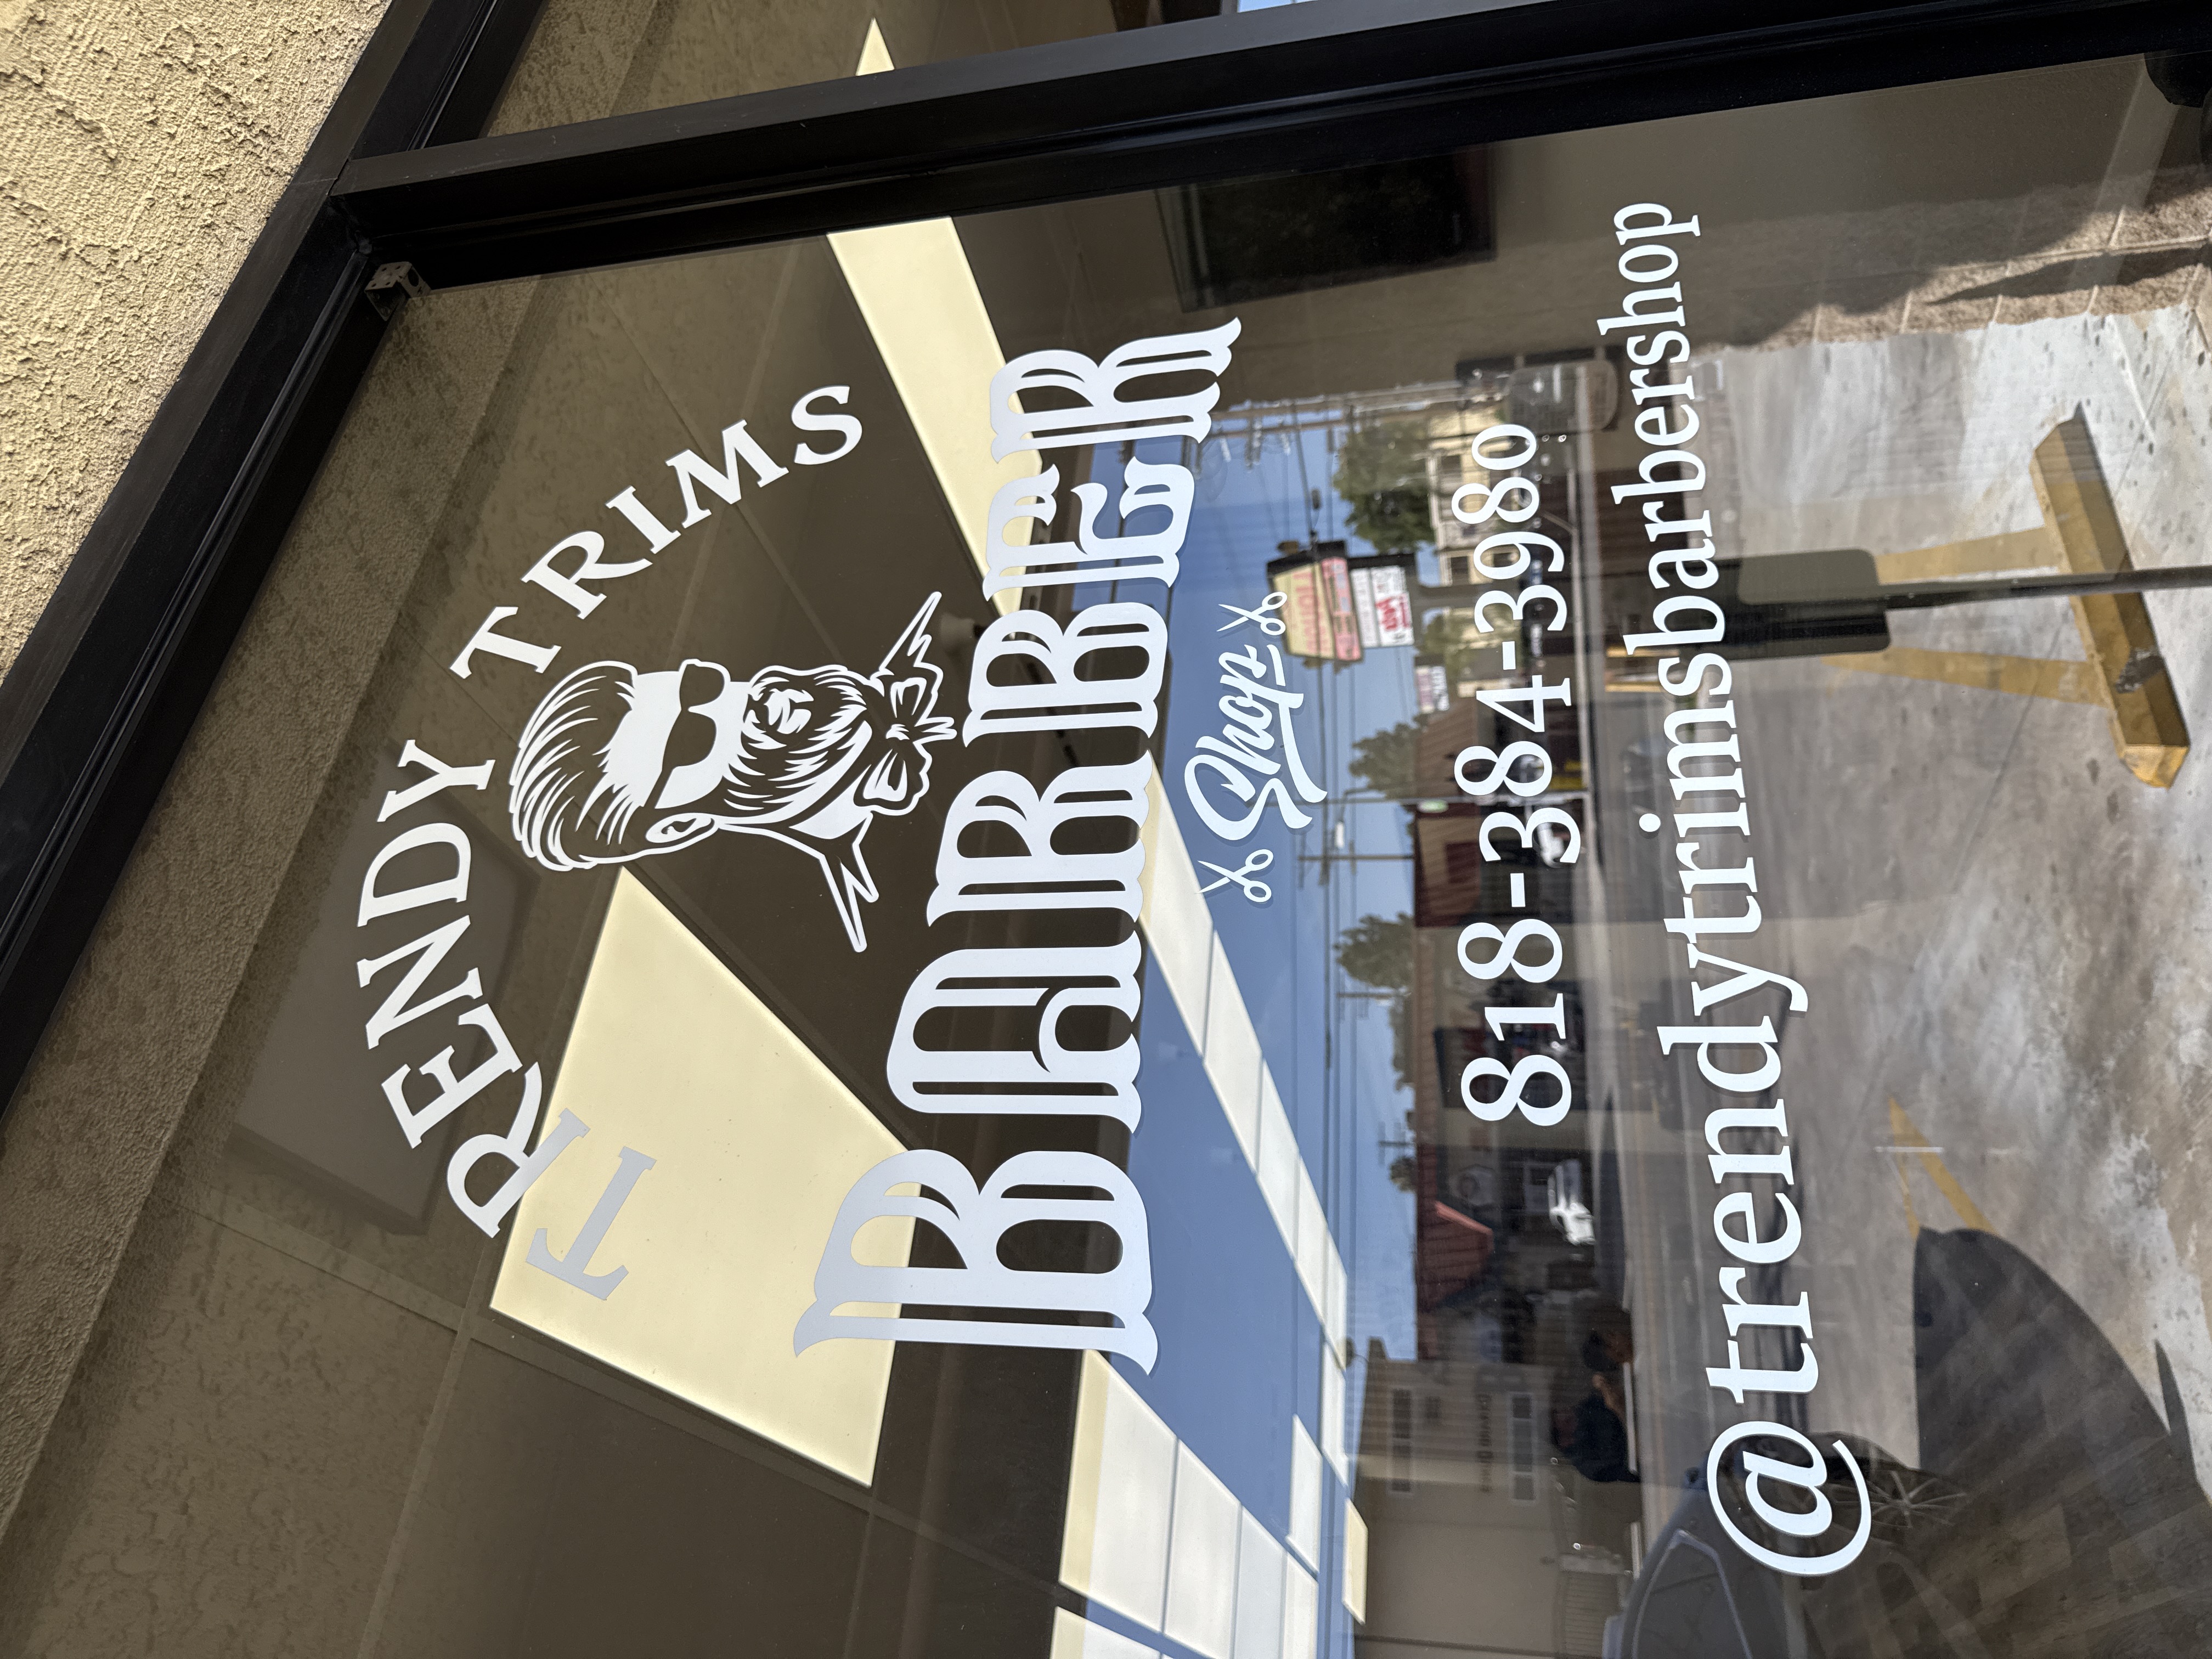 TRENDY TRIMS
BARBER
Shop
818-384-3980
@trendytrimsbarbershop